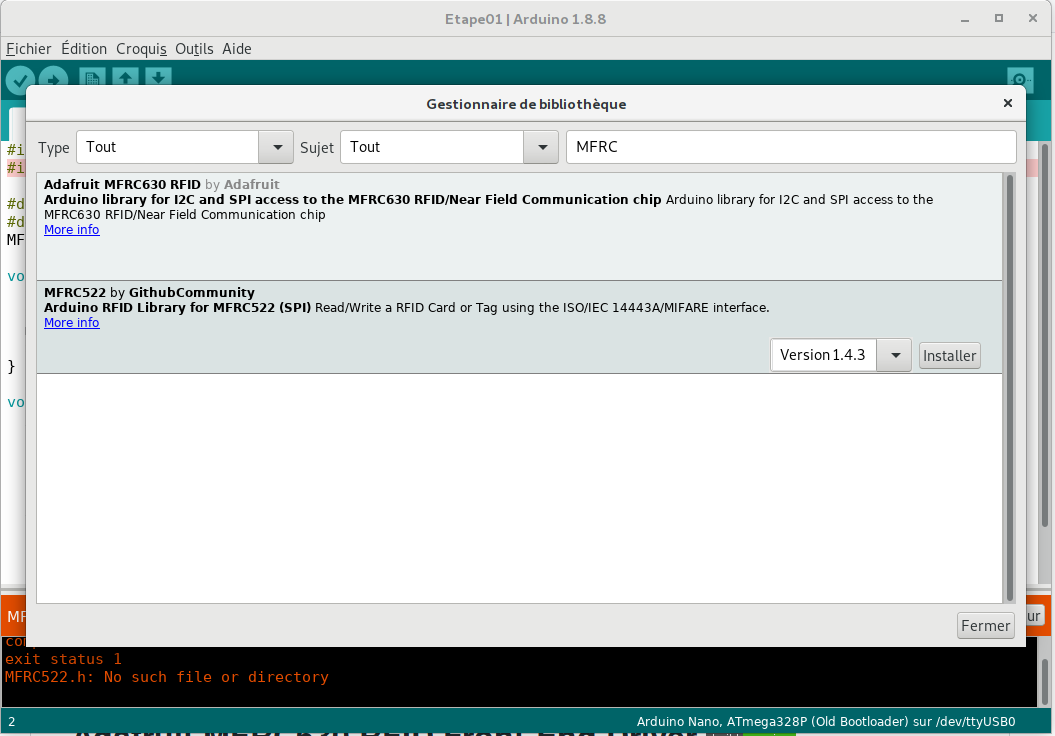 Etape01 | Arduino 1.8.8
Fichier Édition Croquis Outils Aide
Gestionnaire de bibliothèque
Type Tout Sujet Tout MFRC
#i
#i
#d
#d
MF
vo
}
vo
Adafruit MFRC630 RFID by Adafruit
Arduino library for I2C and SPI access to the MFRC630 RFID/Near Field Communication chip Arduino library for I2C and SPI access to the
MFRC630 RFID/Near Field Communication chip
More info
MFRC522 by GithubCommunity
Arduino RFID Library for MFRC522 (SPI) Read/Write a RFID Card or Tag using the ISO/IEC 14443A/MIFARE interface.
More info
Version 1.4.3 Installer
Fermer
MF
ur
exit status 1
MFRC522.h: No such file or directory
2 Arduino Nano, ATmega328P (Old Bootloader) sur /dev/ttyUSB0